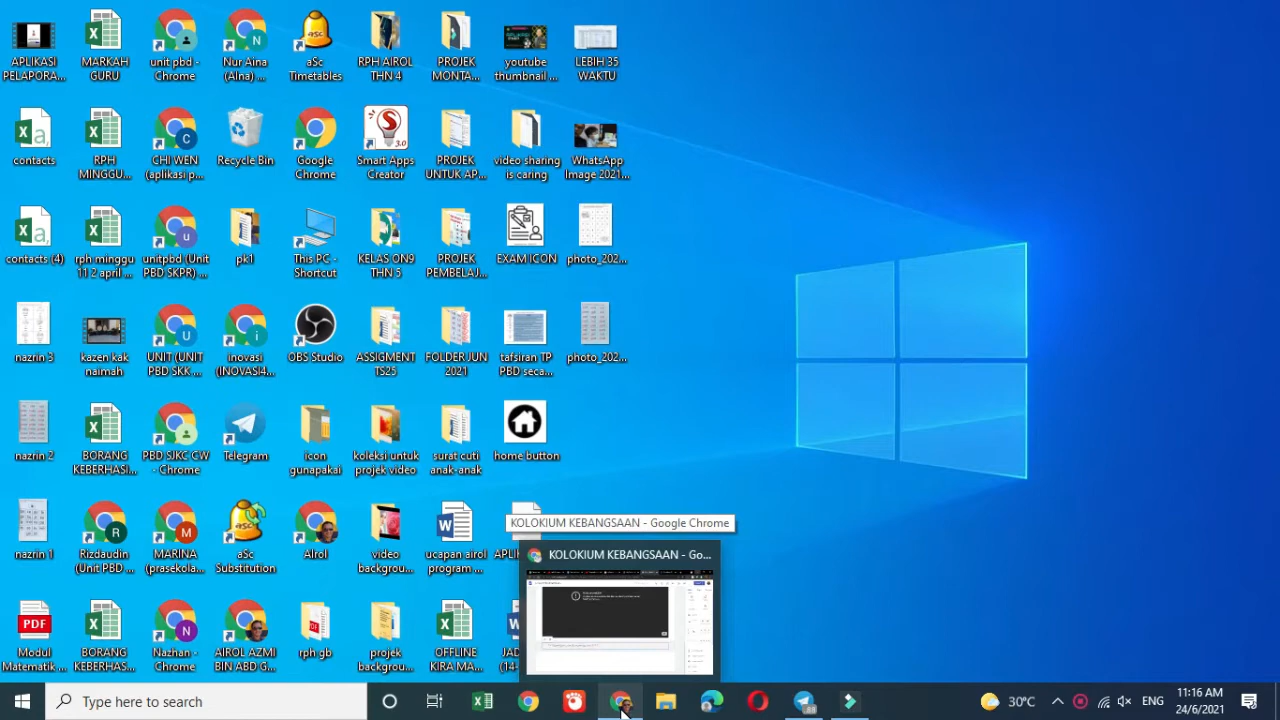 APLIKASI
PELAPORA...
MARKAH
GURU
unit pbd -
Chrome
Nur Aina
(Alna) ...
aSc
Timetables
RPH AIROL
THN 4
PROJEK
MONTA...
youtube
thumbnail ...
LEBIH 35
WAKTU
contacts
RPH
MINGGU...
CHI WEN
(aplikasi p...
Recycle Bin
Google
Chrome
Smart Apps
Creator
PROJEK
UNTUK AP...
video sharing
is caring
WhatsApp
Image 2021...
contacts (4)
rph minggu
11 2 april ...
unitpbd (Unit
PBD SKPR) ...
pk1
This PC -
Shortcut
KELAS ON9
THN 5
PROJEK
PEMBELAJ...
EXAM ICON
photo_202...
nazrin 3
kazen kak
naimah
UNIT (UNIT
PBD SKK ...
inovasi
(INOVASI4...
OBS Studio
ASSIGMENT
TS25
FOLDER JUN
2021
tafsiran TP
PBD seca...
photo_202...
nazrin 2
BORANG
KEBERHASI...
PBD SJKC CW
- Chrome
Telegram
icon
gunapakai
koleksi untuk
projek video
surat cuti
anak-anak
home button
nazrin 1
Rizdaudin
(Unit PBD ...
MARINA
(prasekola...
aSc
Substitution
Alrol
video
backgrou...
ucapan airol
program ...
KOLOKIUM KEBANGSAAN - Google Chrome
KOLOKIUM KEBANGSAAN - Go...
PDF
Modul
Matematik ...
BORANG
KEBERHAS...
Nazhan -
Chrome
AIROL AZMI
BIN ABD G...
rph gb
projek
backgrou...
OFFLINE
KIRA MA...
Type here to search
30°C
ENG
11:16 AM
24/6/2021